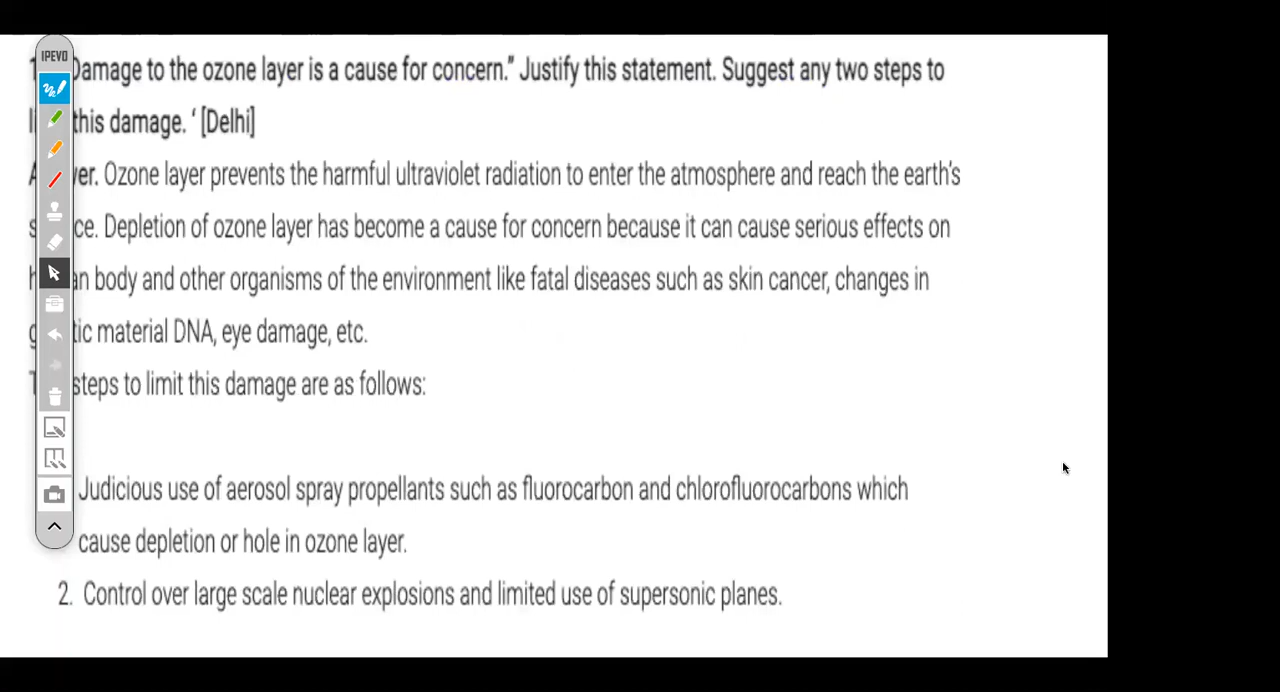 IPEVO
Damage to the ozone layer is a cause for concern.” Justify this statement. Suggest any two steps to
this damage. ‘ [Delhi]
Ozone layer prevents the harmful ultraviolet radiation to enter the atmosphere and reach the earth’s
Depletion of ozone layer has become a cause for concern because it can cause serious effects on
body and other organisms of the environment like fatal diseases such as skin cancer, changes in
material DNA, eye damage, etc.
steps to limit this damage are as follows:
Judicious use of aerosol spray propellants such as fluorocarbon and chlorofluorocarbons which
cause depletion or hole in ozone layer.
2. Control over large scale nuclear explosions and limited use of supersonic planes.